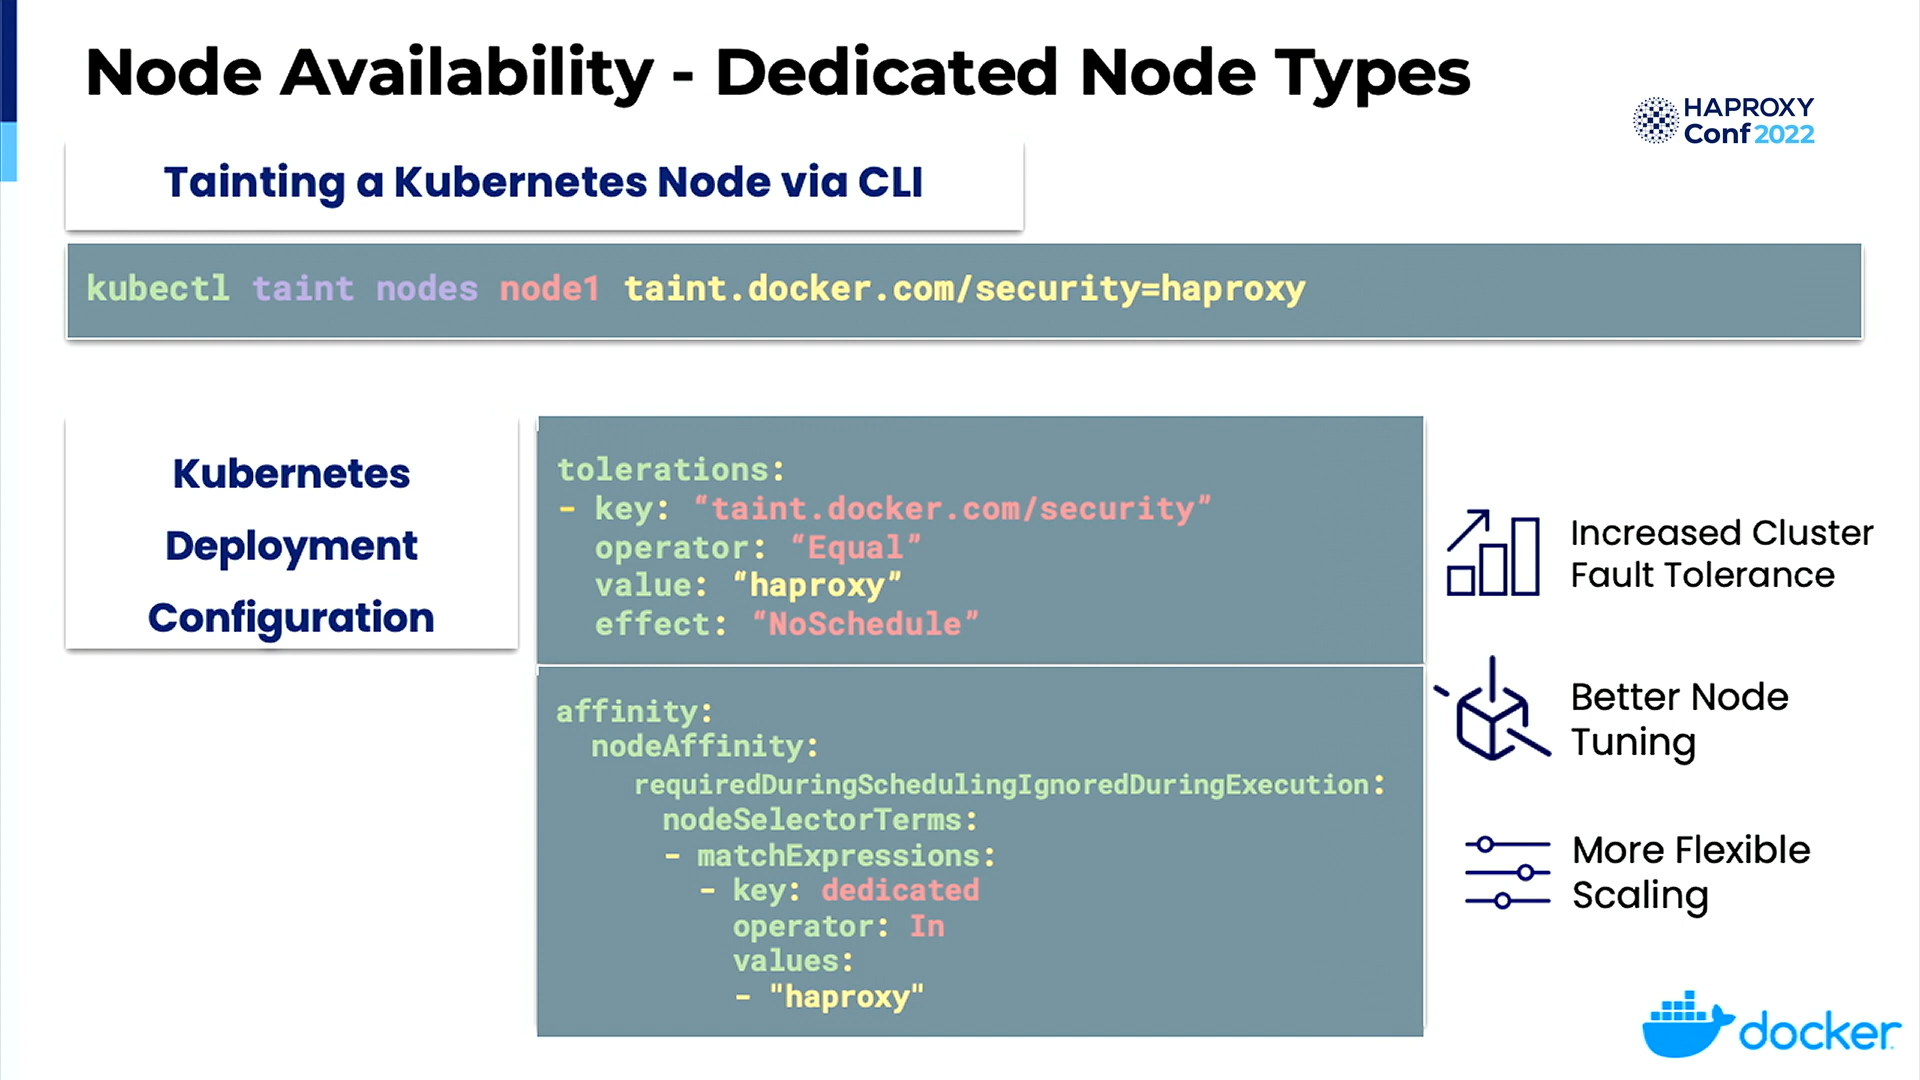 Node Availability - Dedicated Node Types
HAPROXY
Conf 2022
Tainting a Kubernetes Node via CLI
kubectl taint nodes node1 taint.docker.com/security=haproxy
Kubernetes
Deployment
Configuration
tolerations:
- key: “taint.docker.com/security”
  operator: “Equal”
  value: “haproxy”
  effect: “NoSchedule”
affinity:
  nodeAffinity:
    requiredDuringSchedulingIgnoredDuringExecution:
      nodeSelectorTerms:
      - matchExpressions:
        - key: dedicated
          operator: In
          values:
          - "haproxy"
Increased Cluster
Fault Tolerance
Better Node
Tuning
More Flexible
Scaling
docker